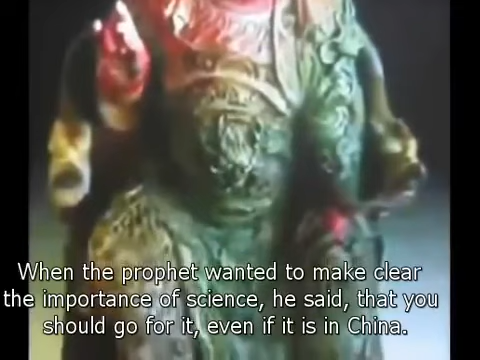 When the prophet wanted to make clear
the importance of science, he said, that you
should go for it, even if it is in China.